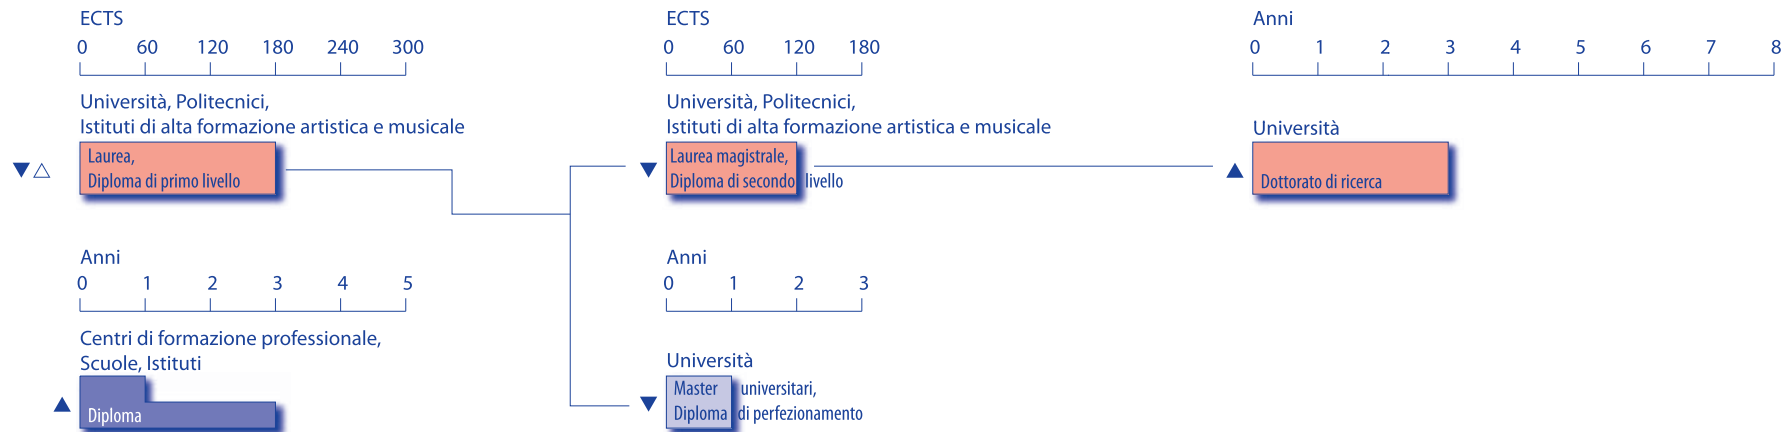 ECTS
0 60 120 180 240 300
Università, Politecnici,
Istituti di alta formazione artistica e musicale
Laurea,
Diploma di primo livello
Anni
0 1 2 3 4 5
Centri di formazione professionale,
Scuole, Istituti
Diploma
ECTS
0 60 120 180
Università, Politecnici,
Istituti di alta formazione artistica e musicale
Laurea magistrale,
Diploma di secondo livello
Anni
0 1 2 3
Università
Master universitari,
Diploma di perfezionamento
Anni
0 1 2 3 4 5 6 7 8
Università
Dottorato di ricerca